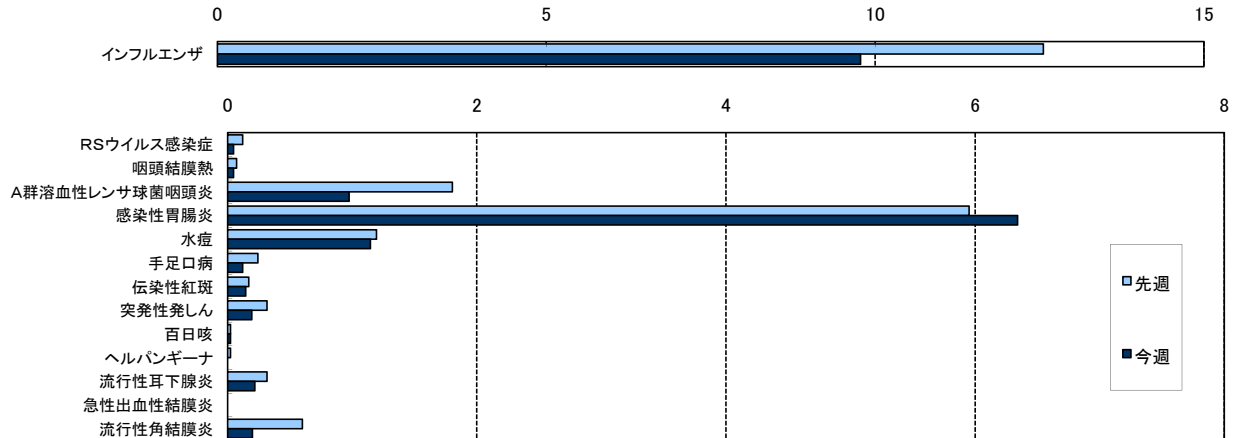 0 5 10 15
インフルエンザ
0 2 4 6 8
RSウイルス感染症
咽頭結膜熱
A群溶血性レンサ球菌咽頭炎
感染性胃腸炎
水痘
手足口病
伝染性紅斑
突発性発しん
百日咳
ヘルパンギーナ
流行性耳下腺炎
急性出血性結膜炎
流行性角結膜炎
先週
今週